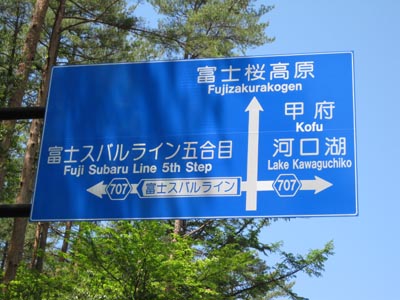 富士桜高原
Fujizakurakogen
甲府
Kofu
河口湖
Lake Kawaguchiko
富士スバルライン五合目
Fuji Subaru Line 5th Step
707 富士スバルライン 707